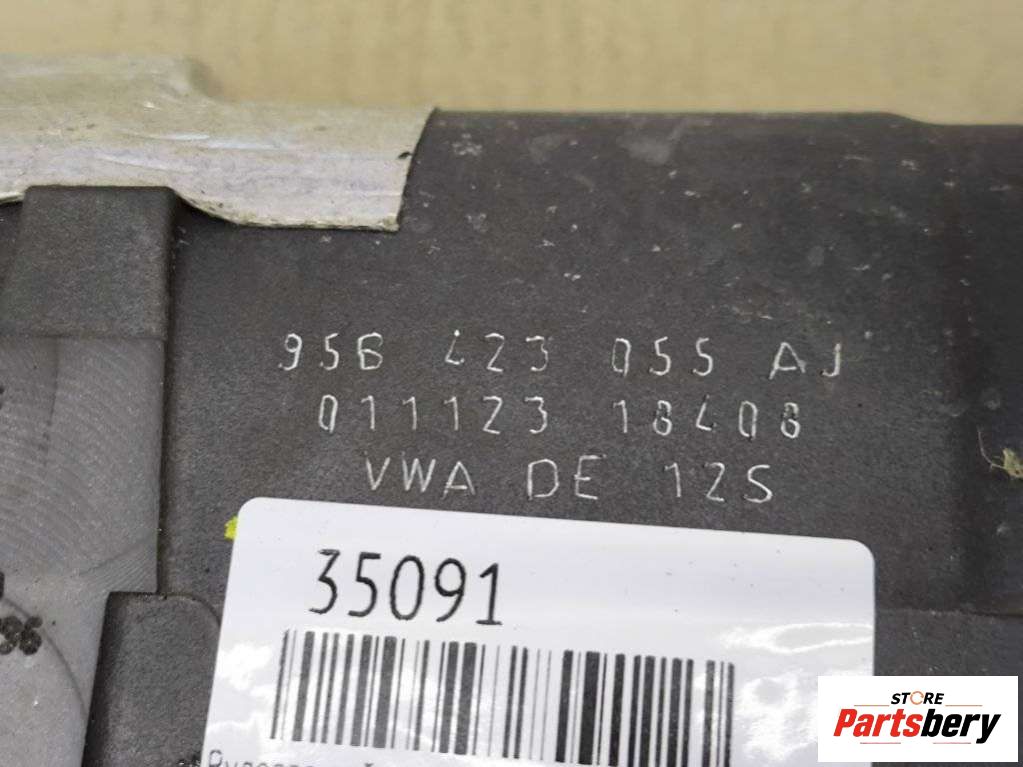 95B 423 055 AJ
011123 18408
VWA DE 12S
35091
STORE
Partsbery